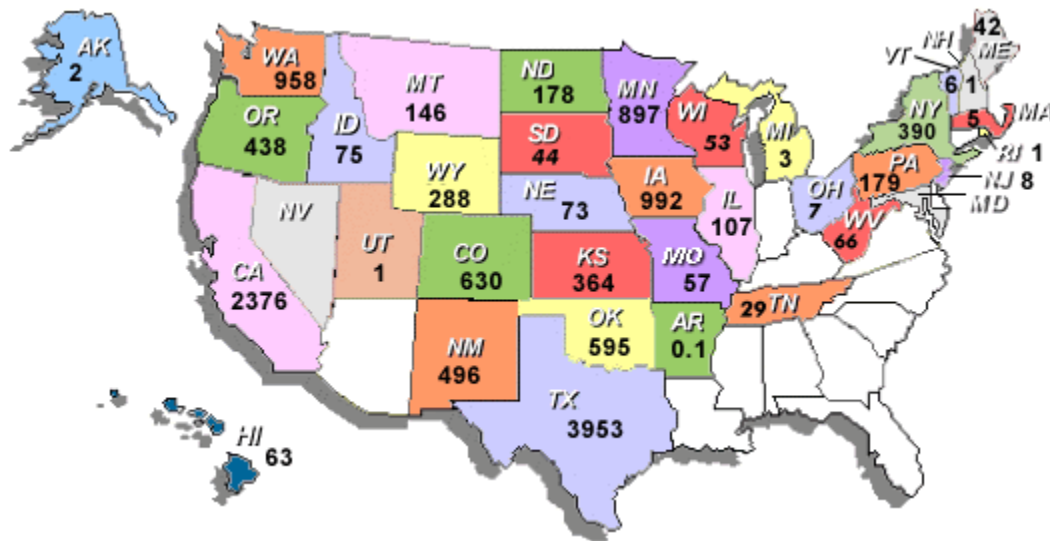 AK
2
WA
958
OR
438
CA
2376
NV
ID
75
MT
146
WY
288
UT
1
CO
630
NM
496
ND
178
SD
44
NE
73
KS
364
OK
595
TX
3953
MN
897
IA
992
MO
57
AR
0.1
WI
53
IL
107
MI
3
OH
7
WV
66
29 TN
PA
179
NY
390
VT
6
NH
1
42
ME
5
MA
RI 1
NJ 8
MD
HI
63